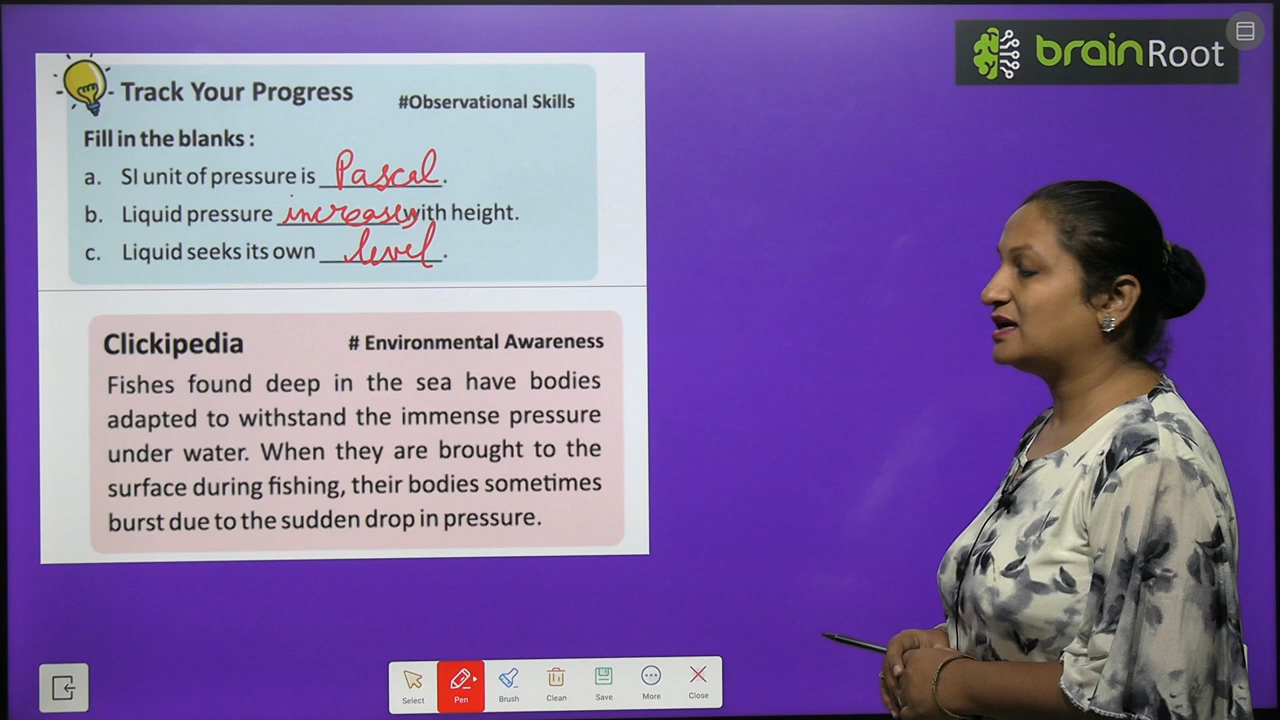 brainRoot
Track Your Progress
#Observational Skills
Fill in the blanks :
a. SI unit of pressure is Pascal.
b. Liquid pressure increases with height.
c. Liquid seeks its own level.
Clickipedia
# Environmental Awareness
Fishes found deep in the sea have bodies
adapted to withstand the immense pressure
under water. When they are brought to the
surface during fishing, their bodies sometimes
burst due to the sudden drop in pressure.
Select Pen Brush Clean Save More Close